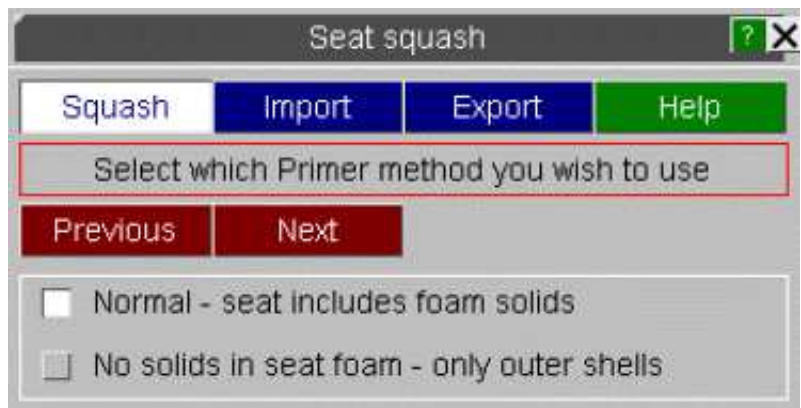 Seat squash ? X
Squash Import Export Help
Select which Primer method you wish to use
Previous Next
Normal - seat includes foam solids
No solids in seat foam - only outer shells